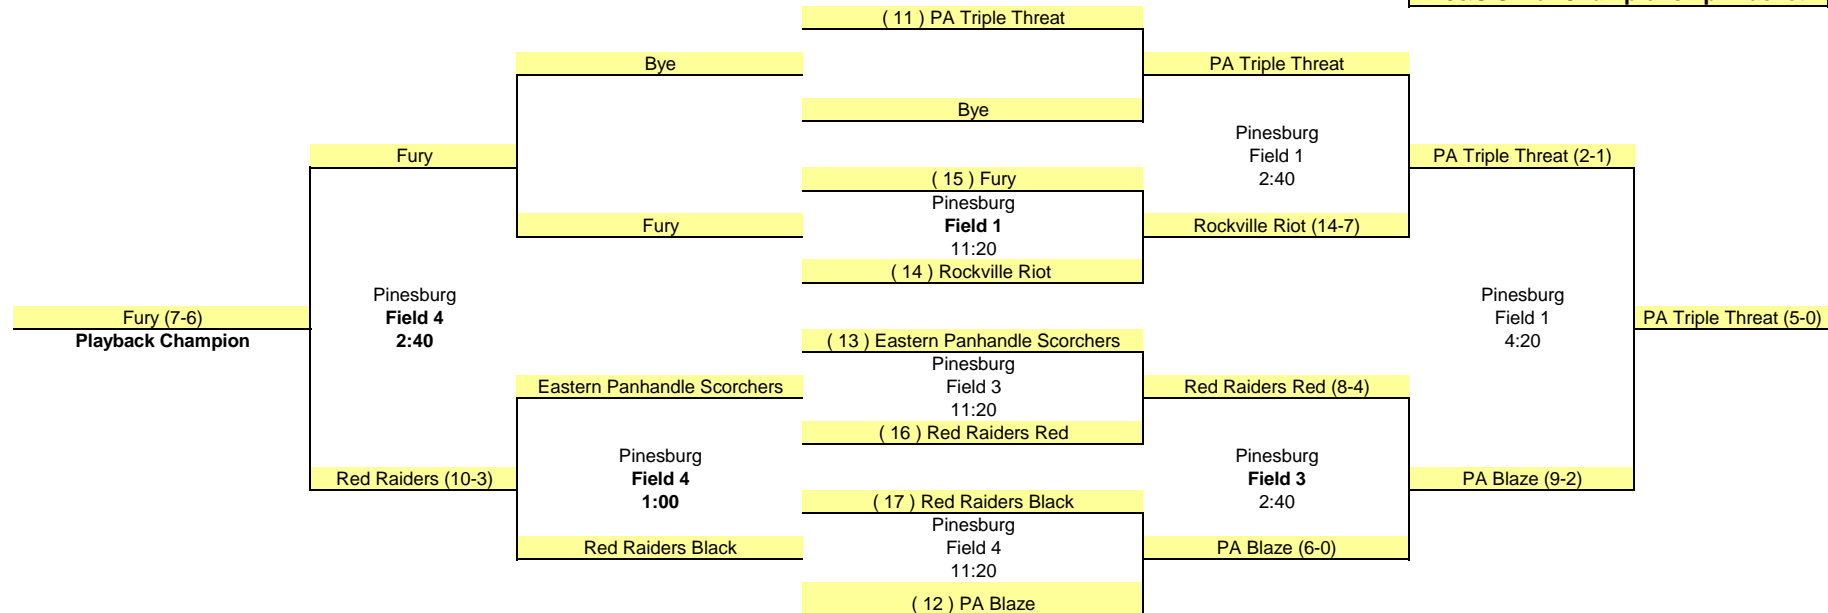 ( 11 ) PA Triple Threat
Bye
PA Triple Threat
Bye
Pinesburg
Field 1
2:40
Fury
PA Triple Threat (2-1)
( 15 ) Fury
Pinesburg
Field 1
11:20
Fury
Rockville Riot (14-7)
( 14 ) Rockville Riot
Pinesburg
Field 4
2:40
Pinesburg
Field 1
4:20
Fury (7-6)
Playback Champion
PA Triple Threat (5-0)
( 13 ) Eastern Panhandle Scorchers
Pinesburg
Field 3
11:20
Eastern Panhandle Scorchers
Red Raiders Red (8-4)
( 16 ) Red Raiders Red
Pinesburg
Field 4
1:00
Pinesburg
Field 3
2:40
Red Raiders (10-3)
PA Blaze (9-2)
( 17 ) Red Raiders Black
Pinesburg
Field 4
11:20
Red Raiders Black
PA Blaze (6-0)
( 12 ) PA Blaze